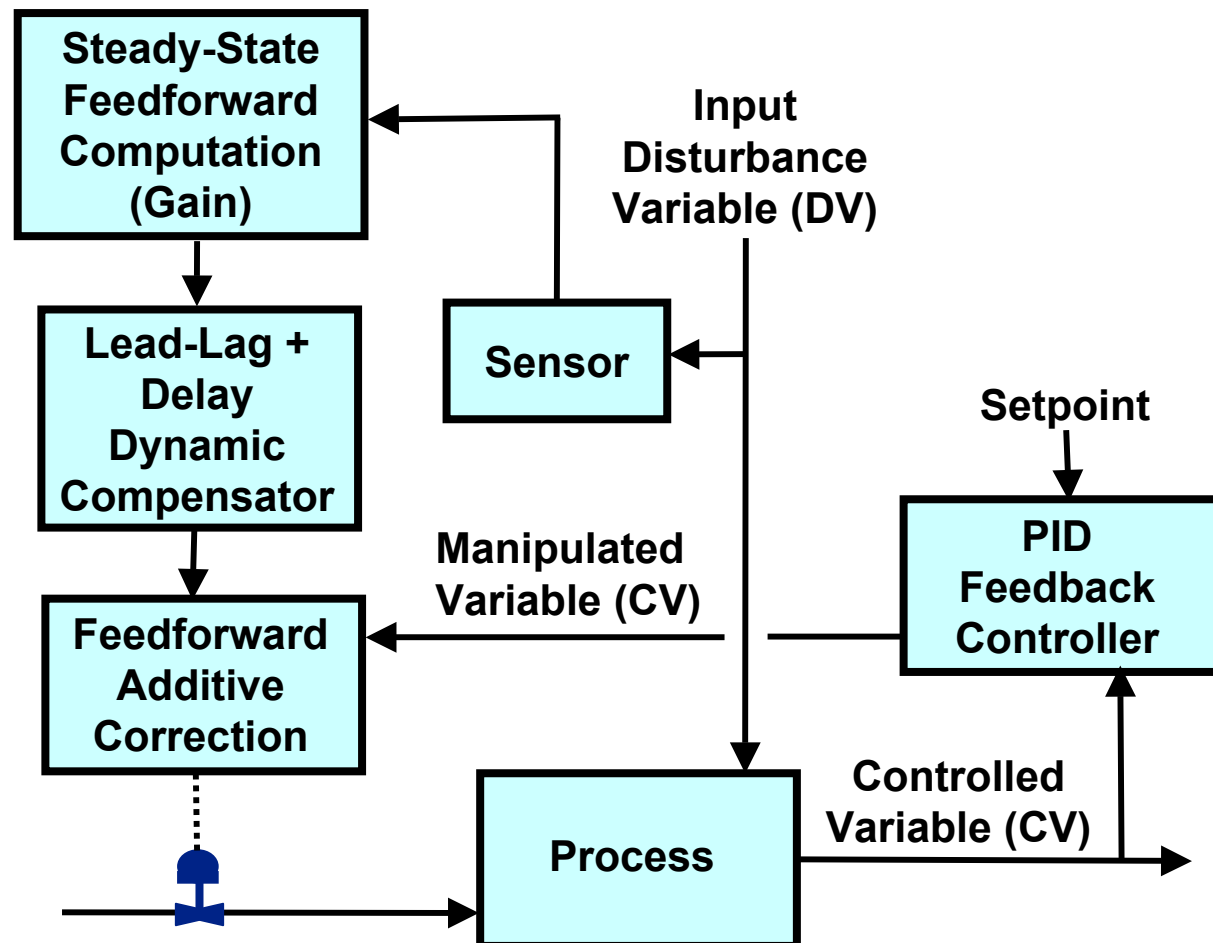 Steady-State
Feedforward
Computation
(Gain)
Input
Disturbance
Variable (DV)
Lead-Lag +
Delay
Dynamic
Compensator
Sensor
Setpoint
Manipulated
Variable (CV)
PID
Feedback
Controller
Feedforward
Additive
Correction
Process
Controlled
Variable (CV)